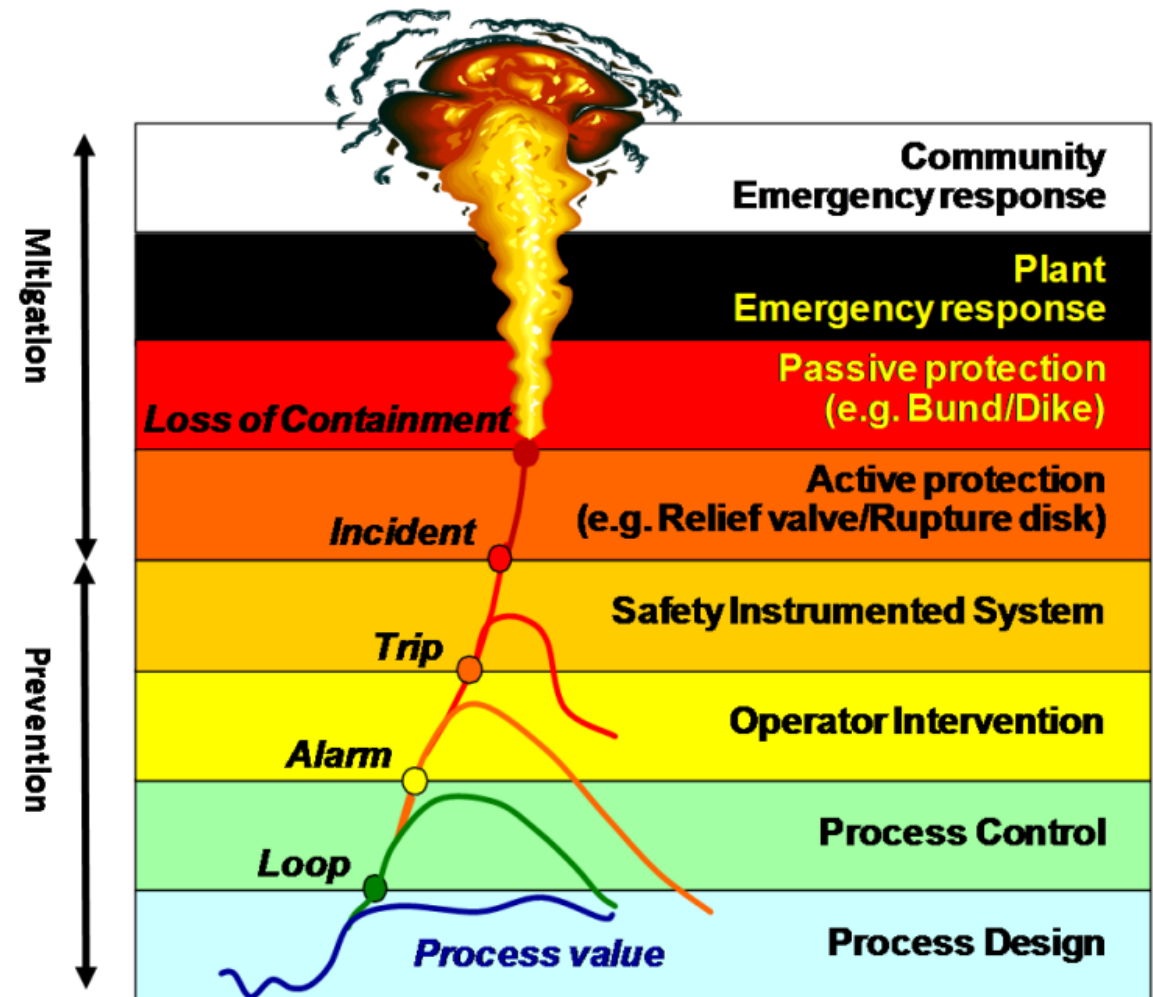 Community
Emergency response
Plant
Emergency response
Passive protection
(e.g. Bund/Dike)
Loss of Containment
Active protection
(e.g. Relief valve/Rupture disk)
Incident
Safety Instrumented System
Trip
Operator Intervention
Alarm
Process Control
Loop
Process Design
Process value
Mitigation
Prevention